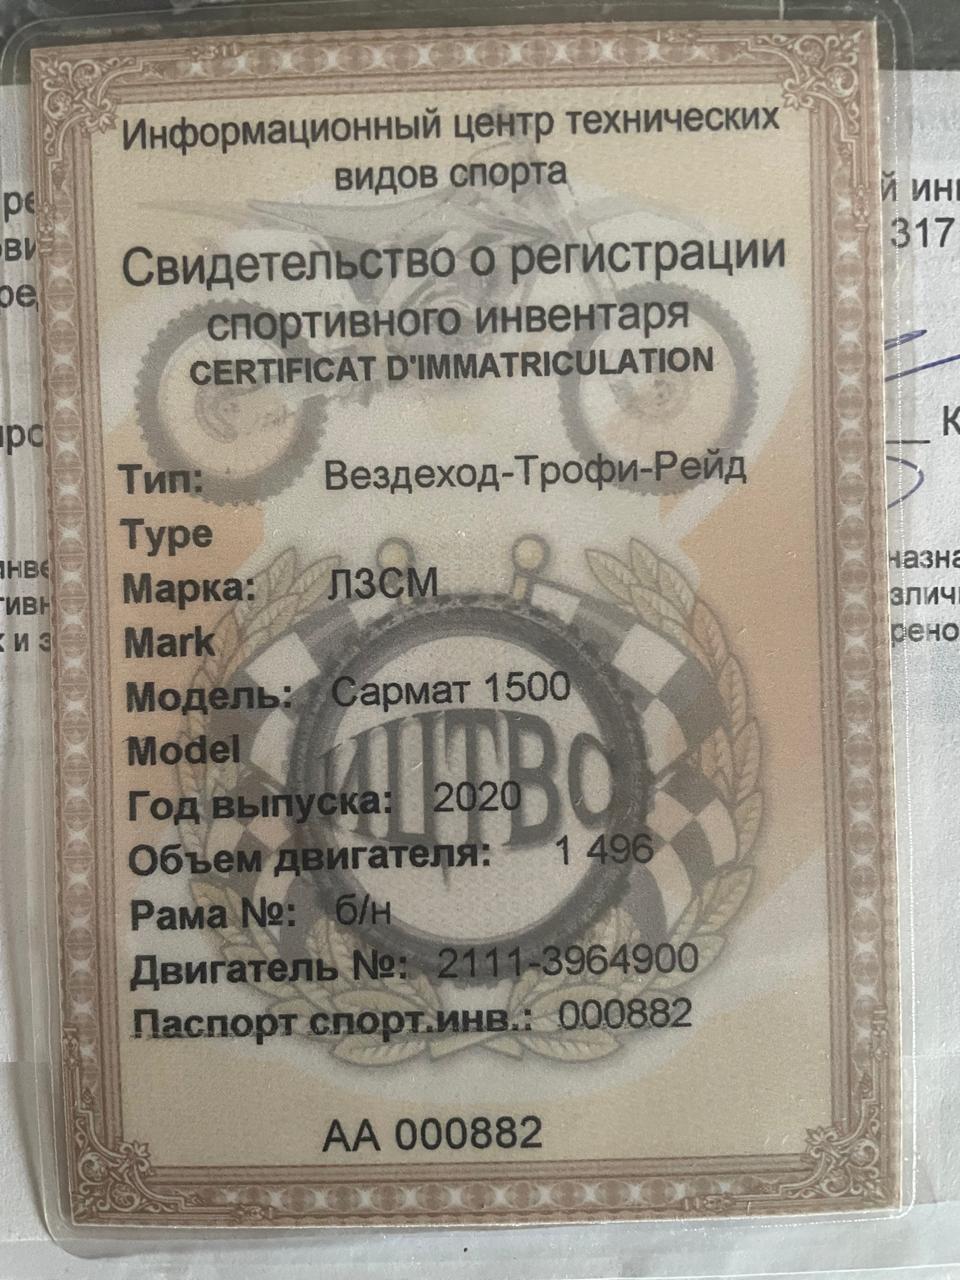 Информационный центр технических
видов спорта
Свидетельство о регистрации
спортивного инвентаря
CERTIFICAT D'IMMATRICULATION
Тип: Вездеход-Трофи-Рейд
Type
Марка: ЛЗСМ
Mark
Модель: Сармат 1500
Model
ИЦТВС
Год выпуска: 2020
Объем двигателя: 1 496
Рама №: б/н
Двигатель №: 2111-3964900
Паспорт спорт.инв.: 000882
АА 000882
317
К